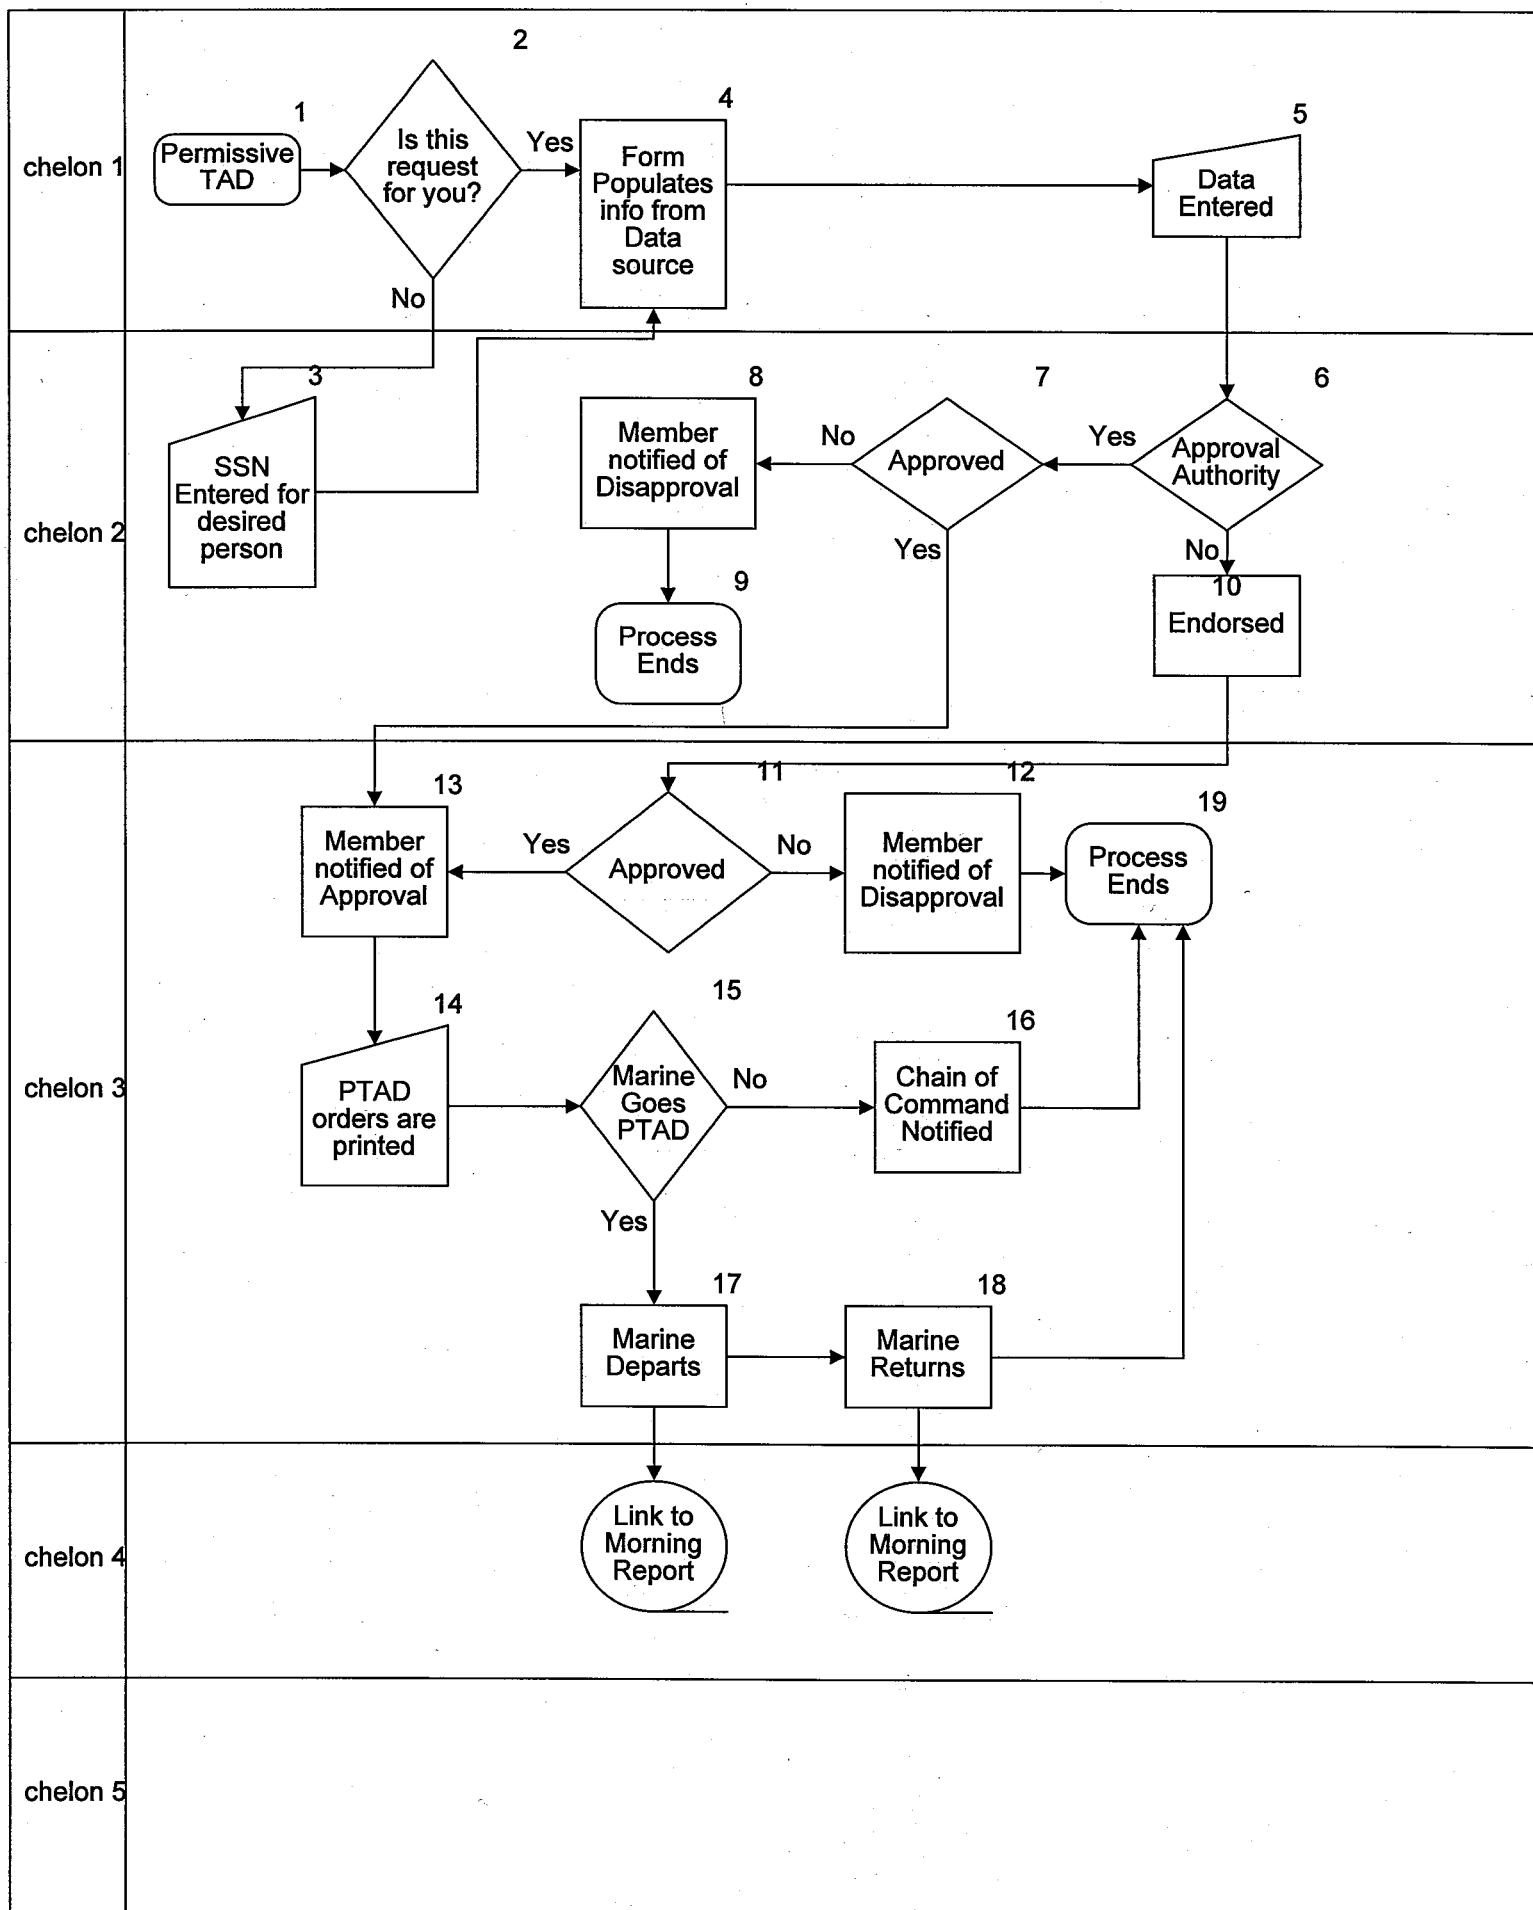 chelon 1
1
Permissive
TAD
2
Is this
request
for you?
Yes
No
4
Form
Populates
info from
Data
source
5
Data
Entered
chelon 2
3
SSN
Entered for
desired
person
8
Member
notified of
Disapproval
No
7
Approved
Yes
Yes
6
Approval
Authority
No
9
Process
Ends
10
Endorsed
chelon 3
13
Member
notified of
Approval
Yes
11
Approved
No
12
Member
notified of
Disapproval
19
Process
Ends
14
PTAD
orders are
printed
15
Marine
Goes
PTAD
No
Yes
16
Chain of
Command
Notified
17
Marine
Departs
18
Marine
Returns
chelon 4
Link to
Morning
Report
Link to
Morning
Report
chelon 5